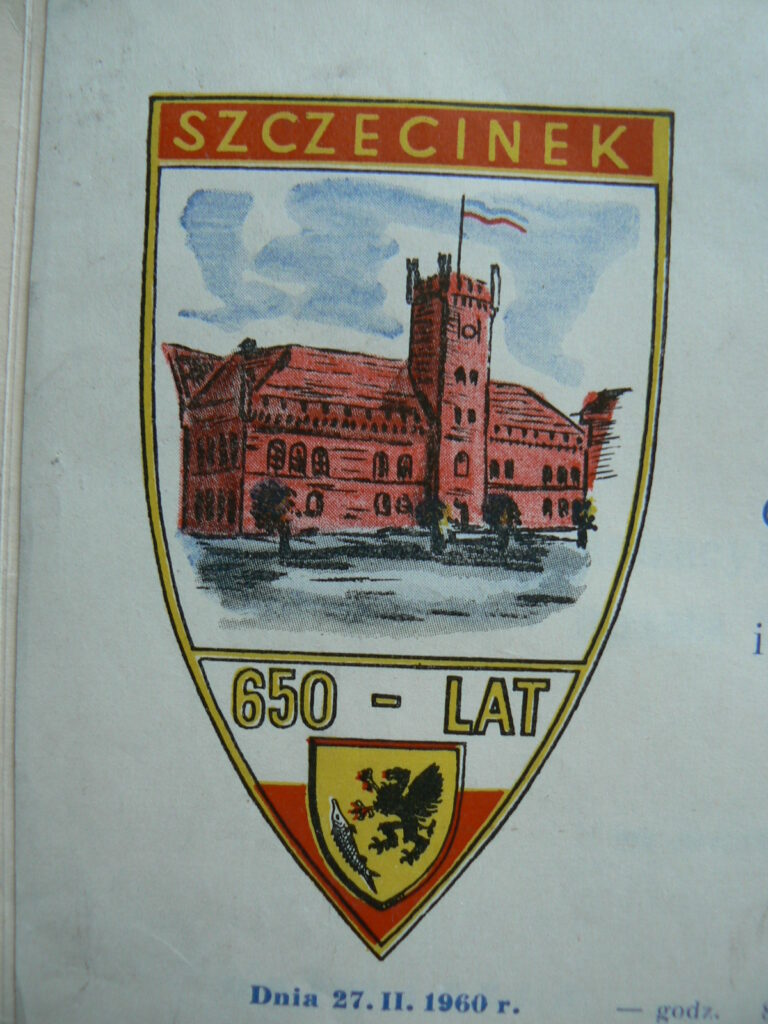 SZCZECINEK
650 - LAT
i
Dnia 27. II. 1960 r. — godz.